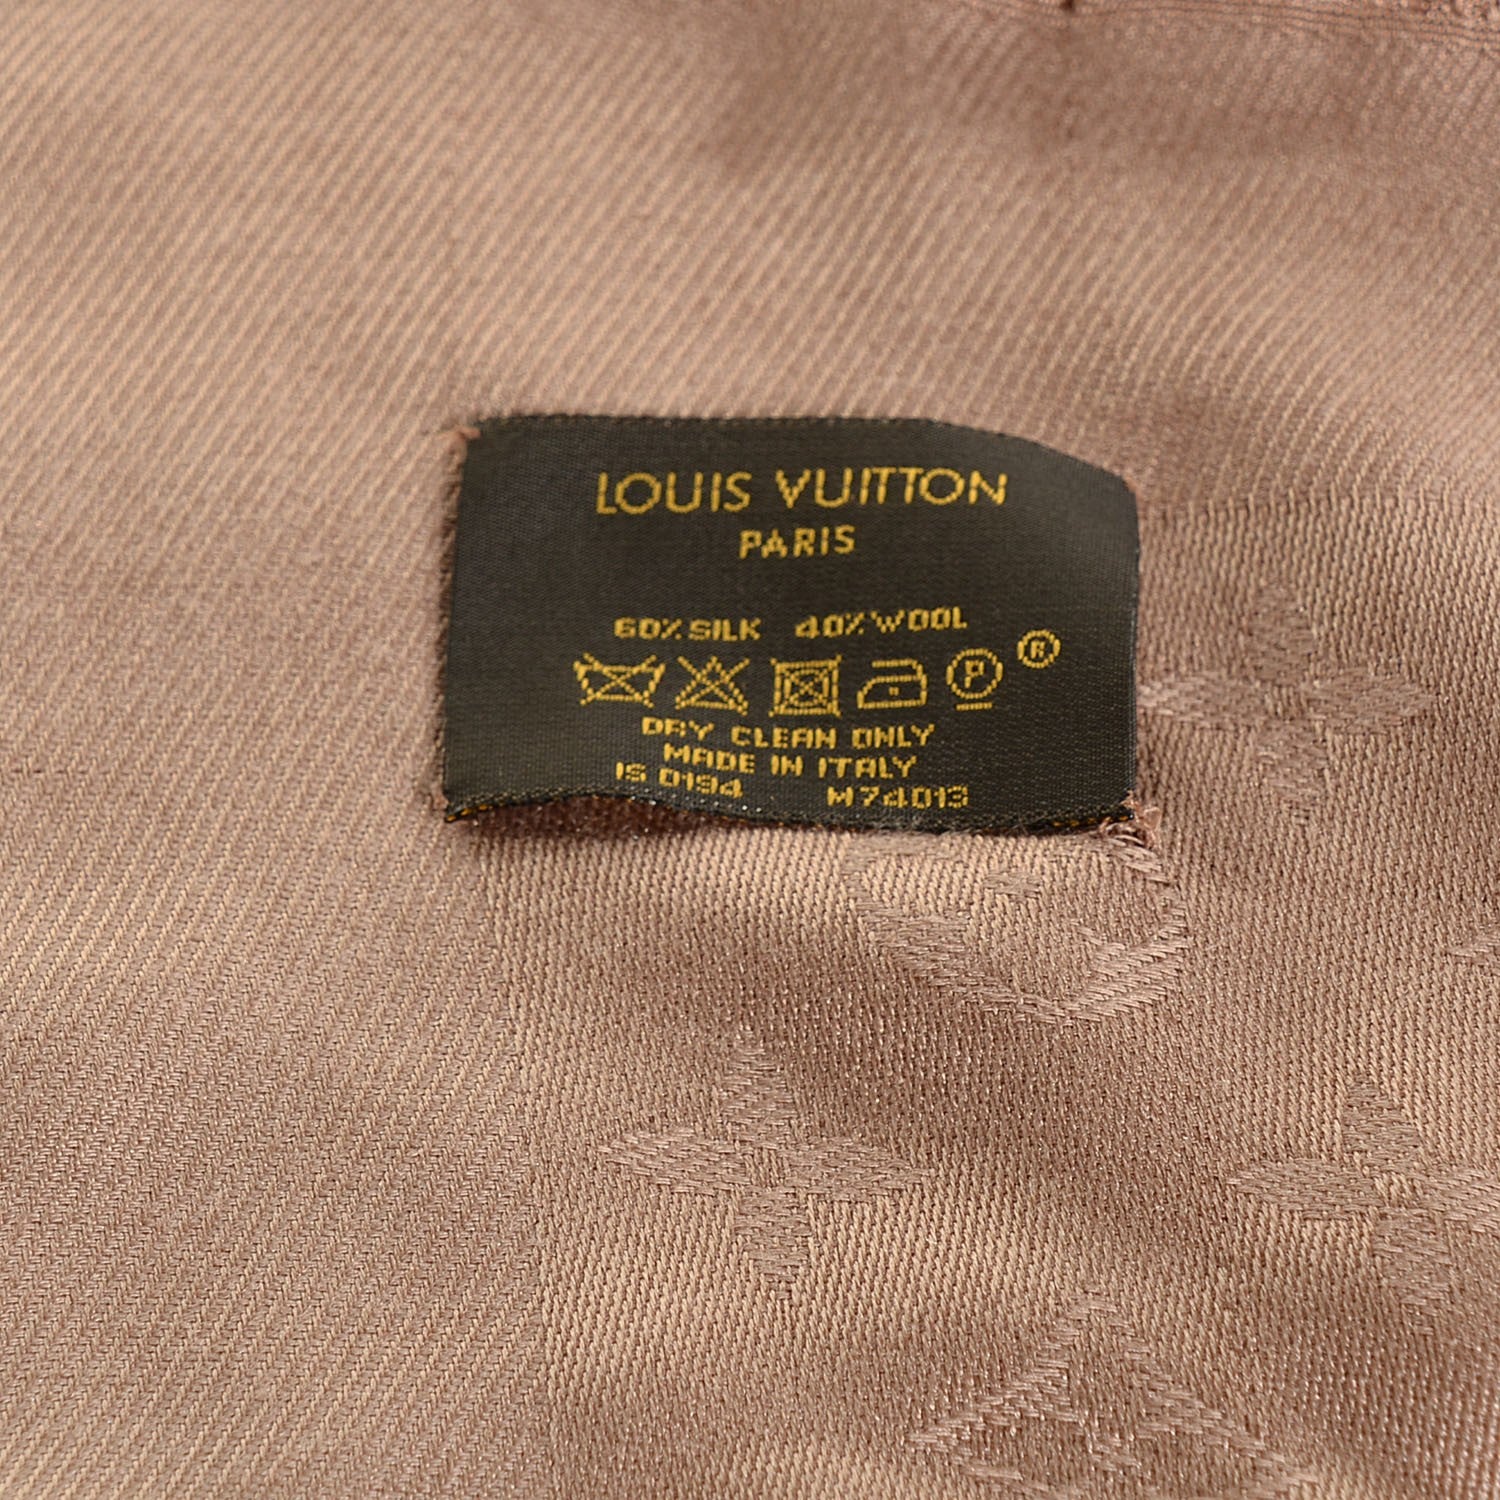 LOUIS VUITTON
PARIS
60% SILK 40% WOOL
P ®
DRY CLEAN ONLY
MADE IN ITALY
IS 0194 M74013